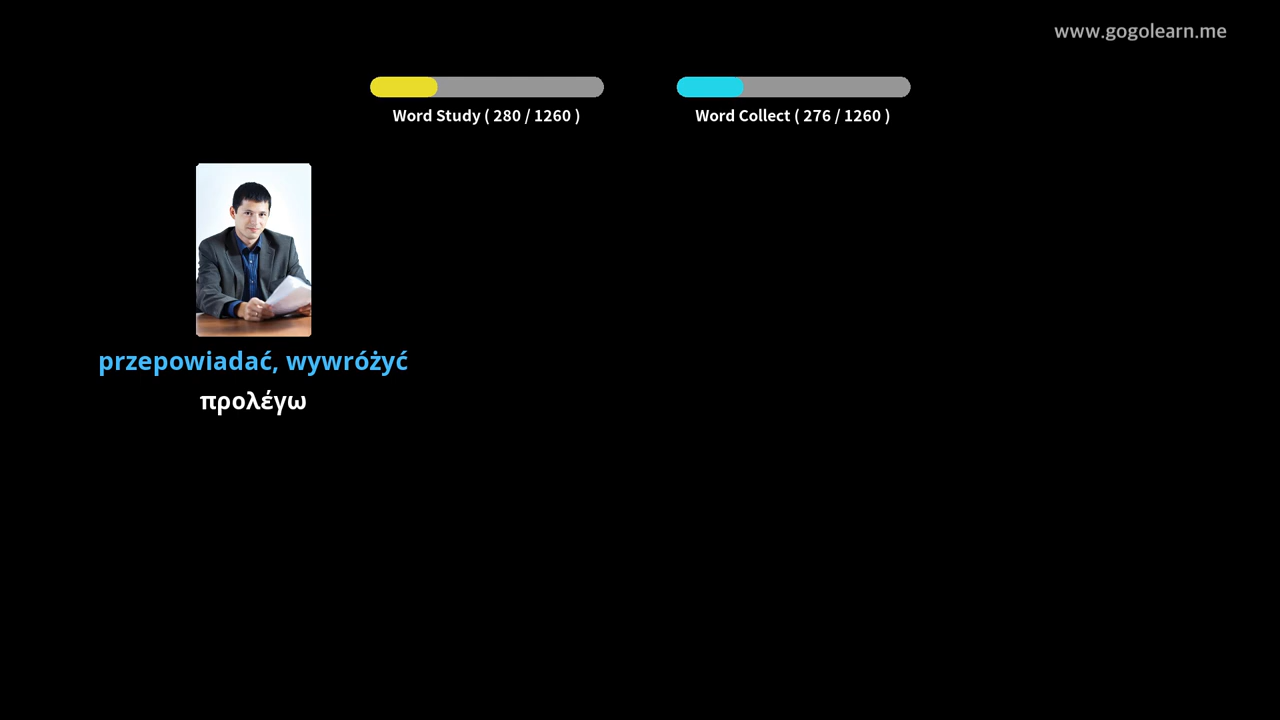 www.gogolearn.me
Word Study ( 280 / 1260 )
Word Collect ( 276 / 1260 )
przepowiadać, wywróżyć
προλέγω